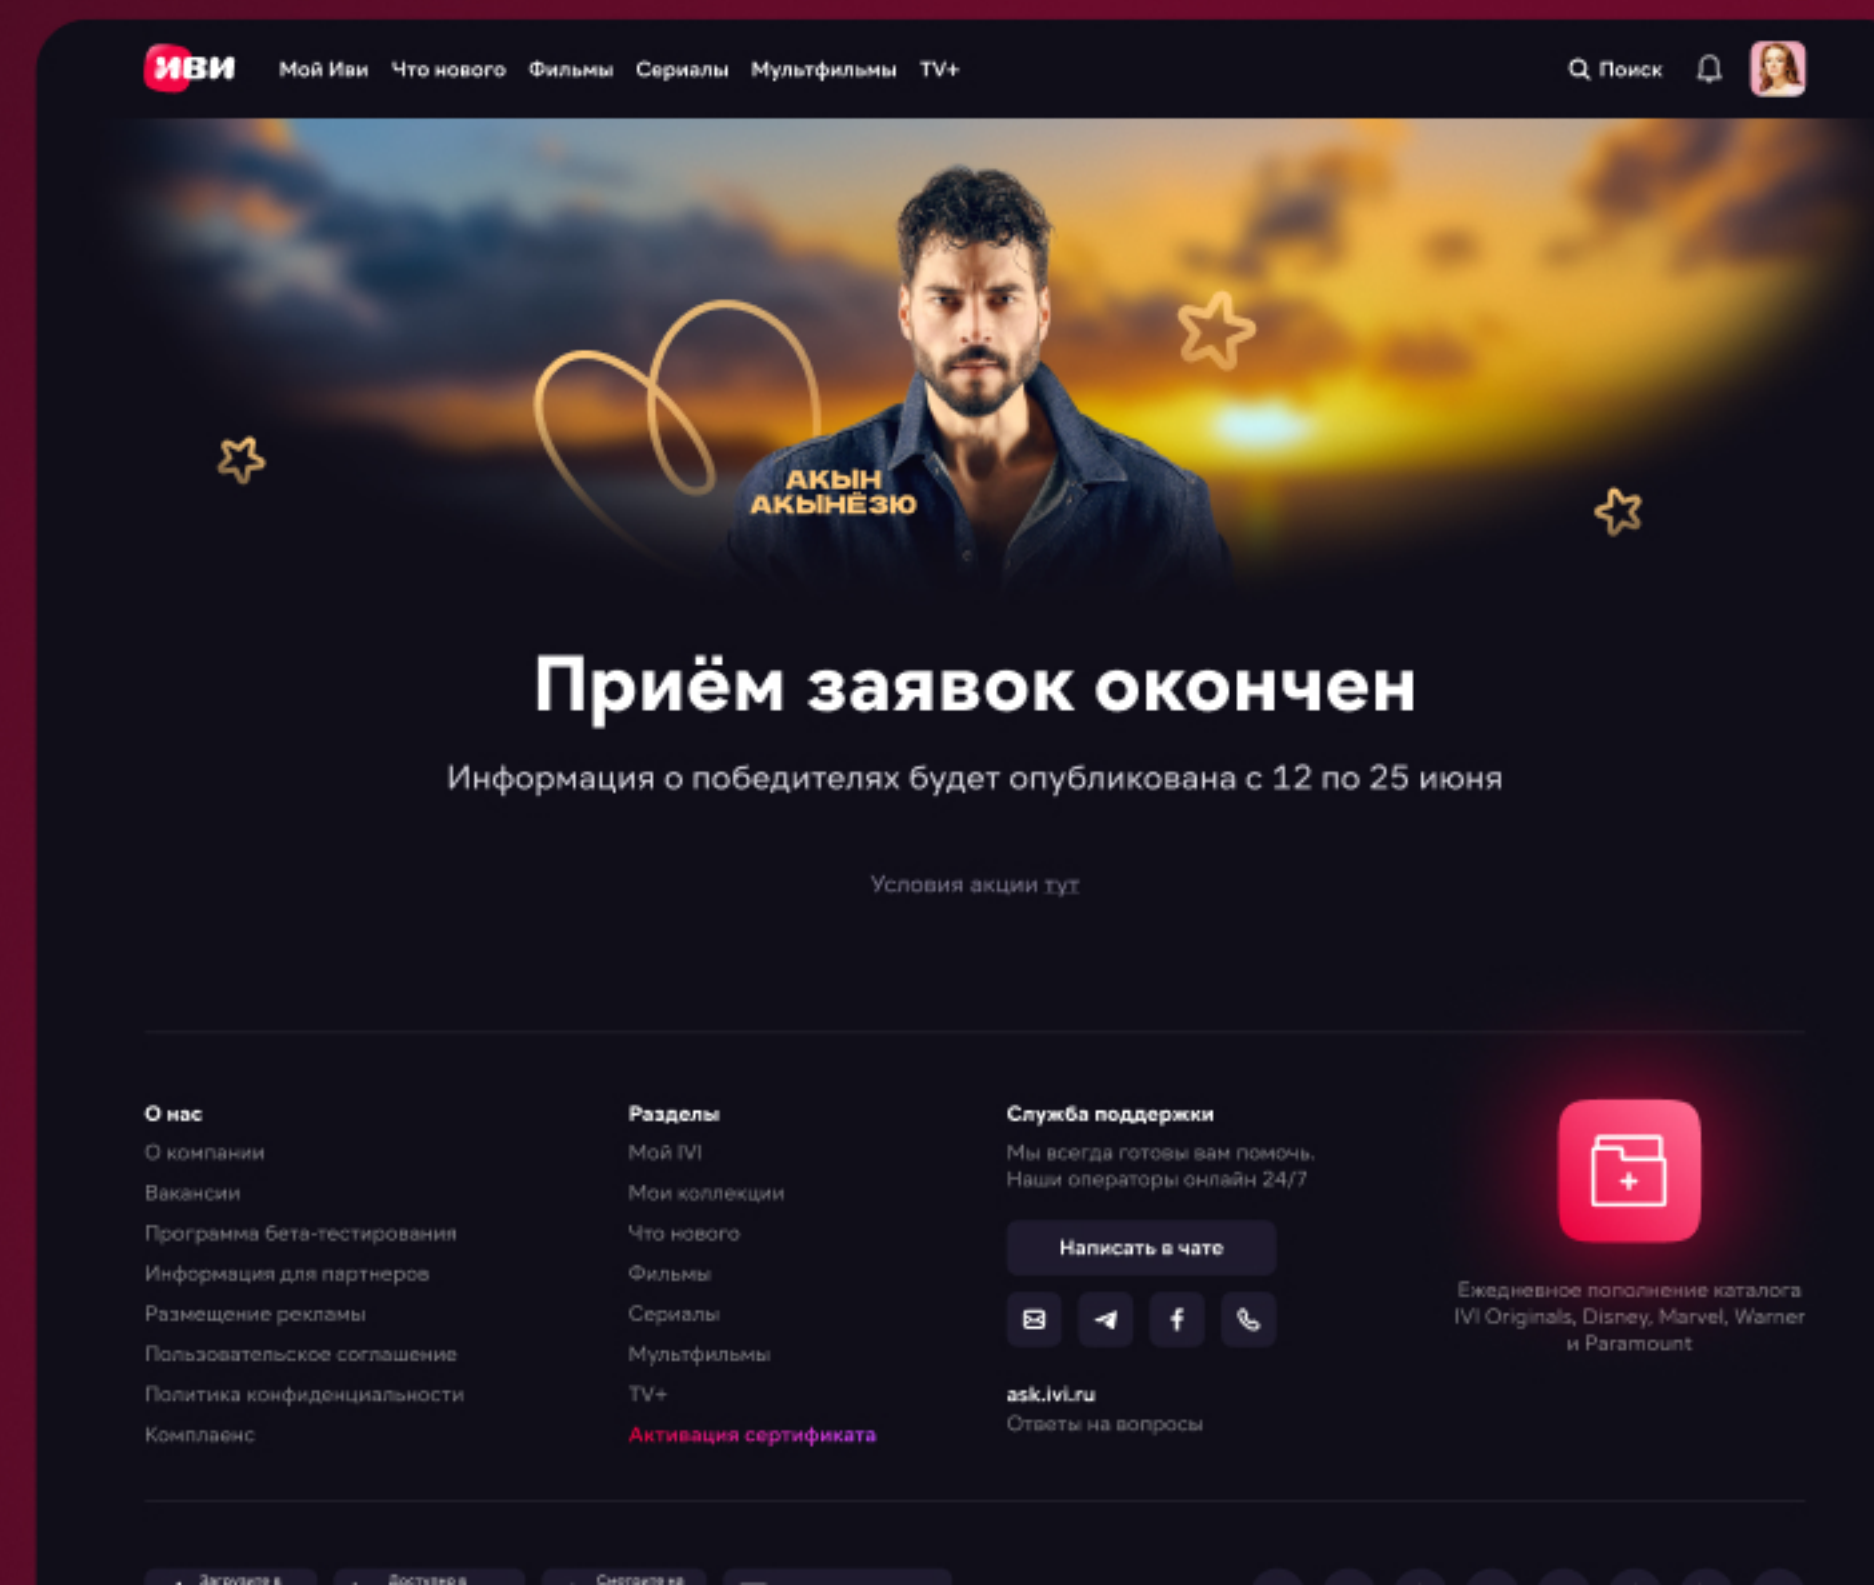 иви
Мой Иви Что нового Фильмы Сериалы Мультфильмы TV+
Поиск
АКЫН
АКЫНЁЗЮ
Приём заявок окончен
Информация о победителях будет опубликована с 12 по 25 июня
Условия акции тут
О нас
О компании
Вакансии
Программа бета-тестирования
Информация для партнеров
Размещение рекламы
Пользовательское соглашение
Политика конфиденциальности
Комплаенс
Разделы
Мой IVI
Мои коллекции
Что нового
Фильмы
Сериалы
Мультфильмы
TV+
Активация сертификата
Служба поддержки
Мы всегда готовы вам помочь.
Наши операторы онлайн 24/7
Написать в чате
ask.ivi.ru
Ответы на вопросы
Ежедневное пополнение каталога
IVI Originals, Disney, Marvel, Warner
и Paramount
Загрузите в
Доступно в
Смотрите на